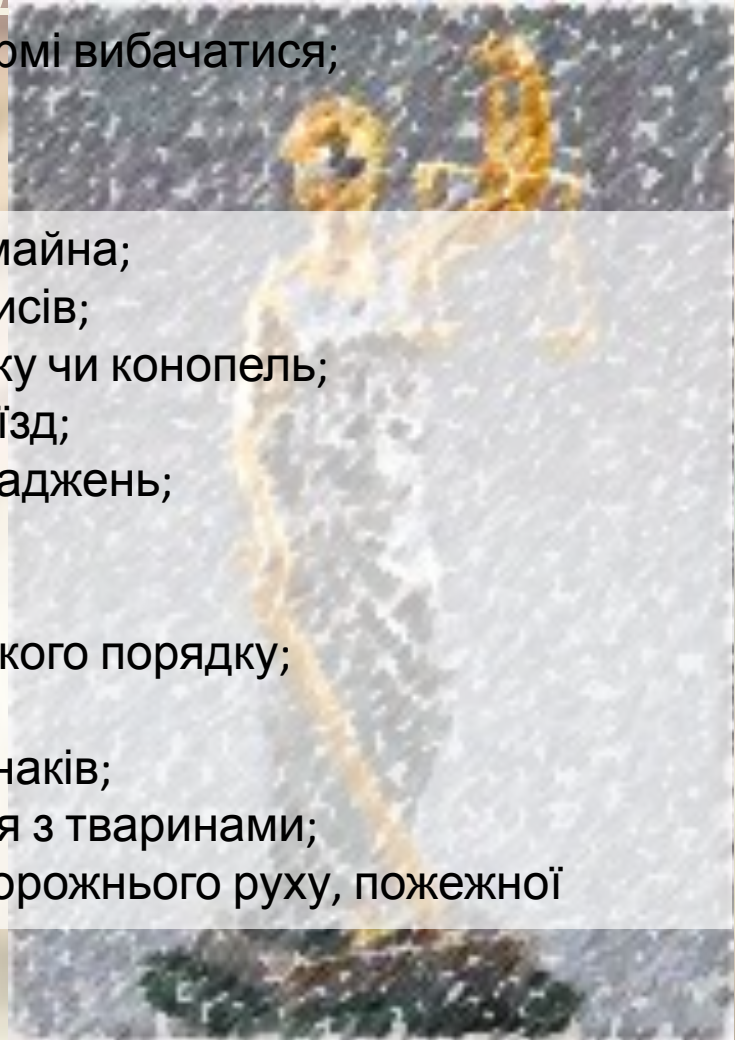 омі вибачатися;
майна;
исів;
ку чи конопель;
їзд;
аджень;
кого порядку;
наків;
я з тваринами;
орожнього руху, пожежної